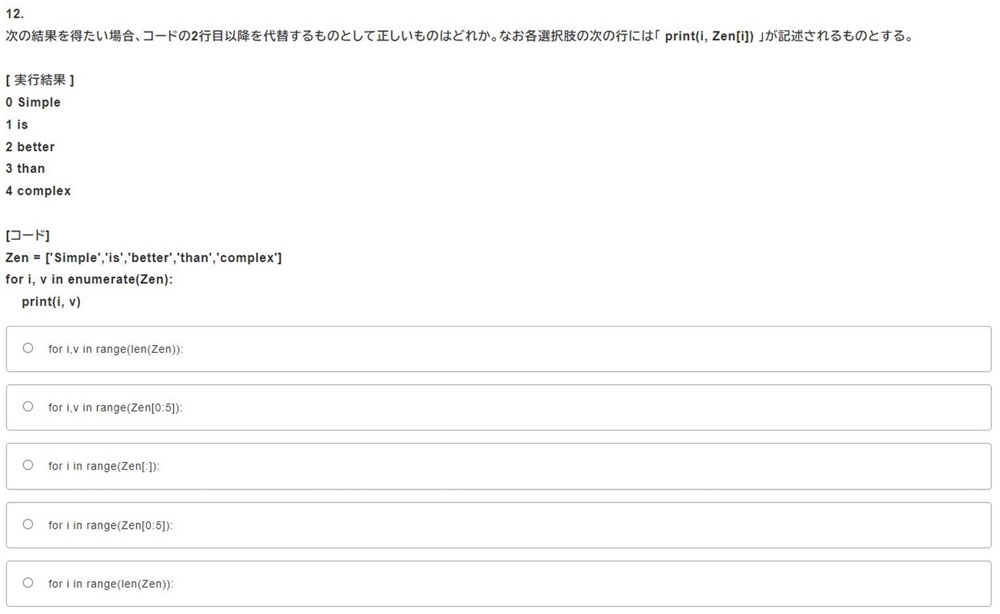 12.
次の結果を得たい場合、コードの2行目以降を代替するものとして正しいものはどれか。なお各選択肢の次の行には「 print(i, Zen[i]) 」が記述されるものとする。
[ 実行結果 ]
0 Simple
1 is
2 better
3 than
4 complex
[コード]
Zen = ['Simple','is','better','than','complex']
for i, v in enumerate(Zen):
print(i, v)
for i,v in range(len(Zen)):
for i,v in range(Zen[0:5]):
for i in range(Zen[:]):
for i in range(Zen[0:5]):
for i in range(len(Zen)):